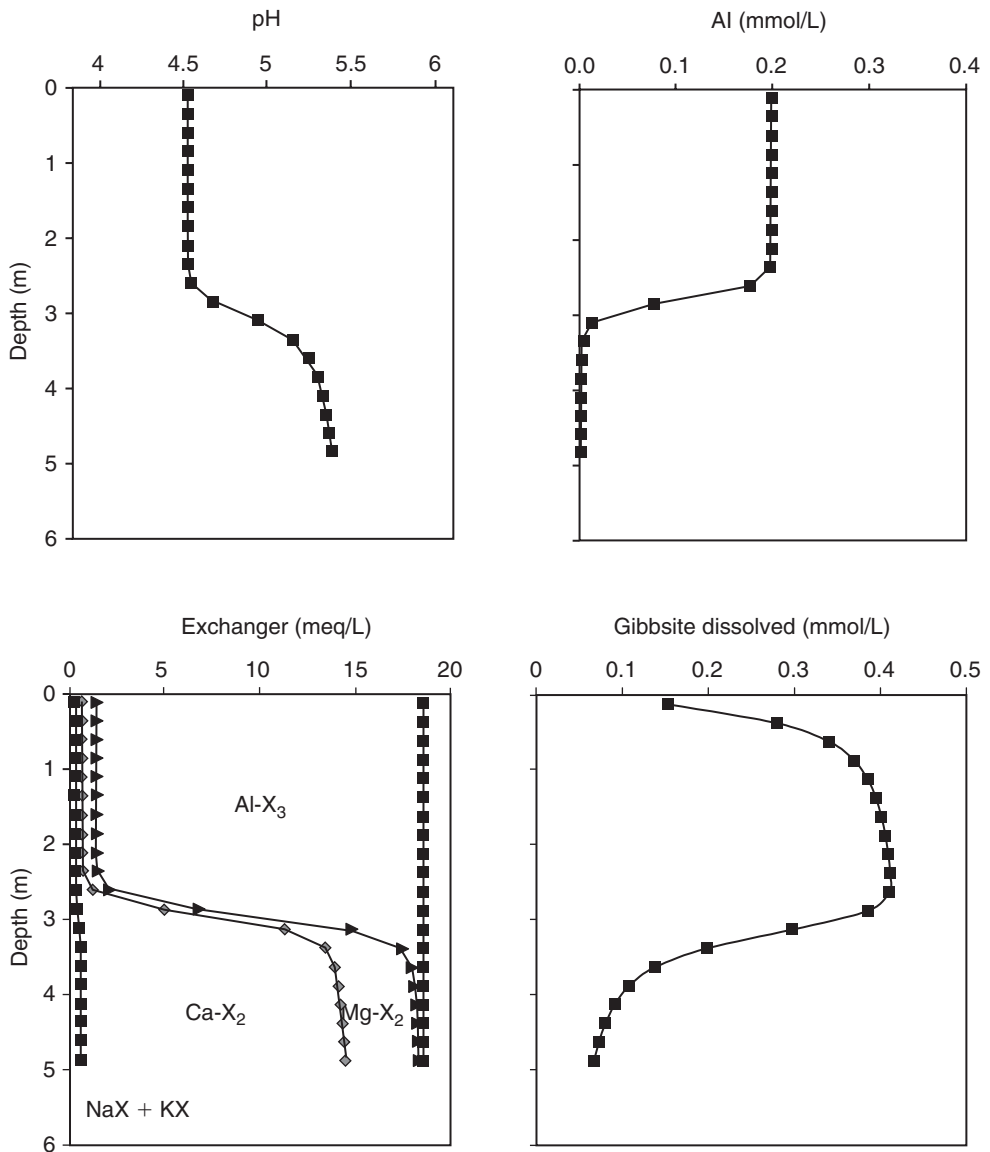 pH
4 4.5 5 5.5 6
0
1
2
3
4
5
6
Depth (m)
Al (mmol/L)
0.0 0.1 0.2 0.3 0.4
Exchanger (meq/L)
0 5 10 15 20
0
1
2
3
4
5
6
Depth (m)
Al-X3
Ca-X2
Mg-X2
NaX + KX
Gibbsite dissolved (mmol/L)
0 0.1 0.2 0.3 0.4 0.5